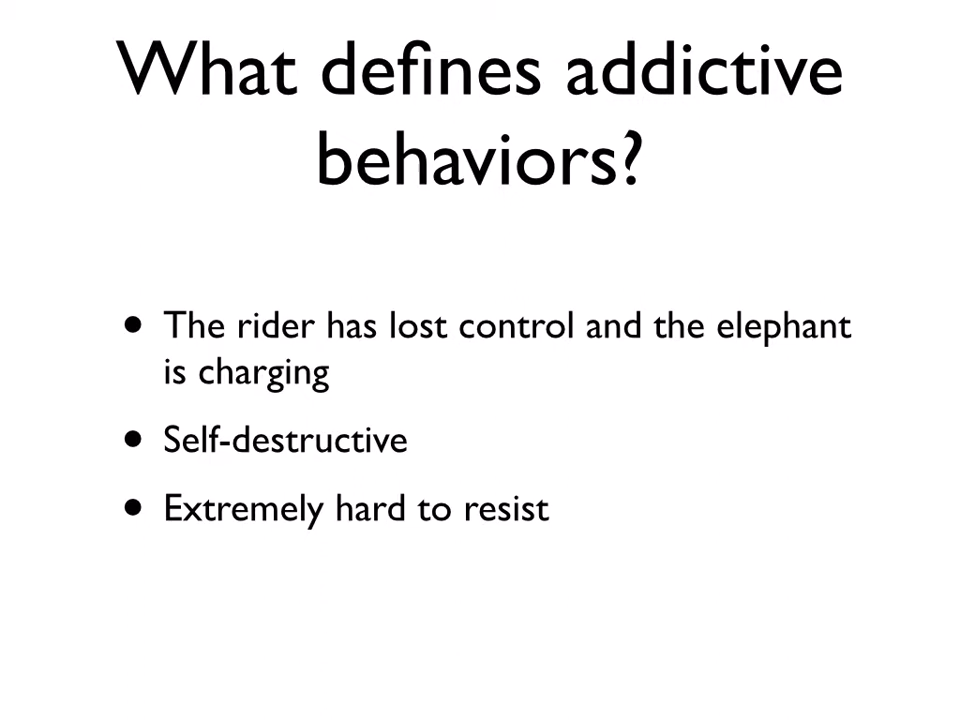 What defines addictive
behaviors?
• The rider has lost control and the elephant
is charging
• Self-destructive
• Extremely hard to resist